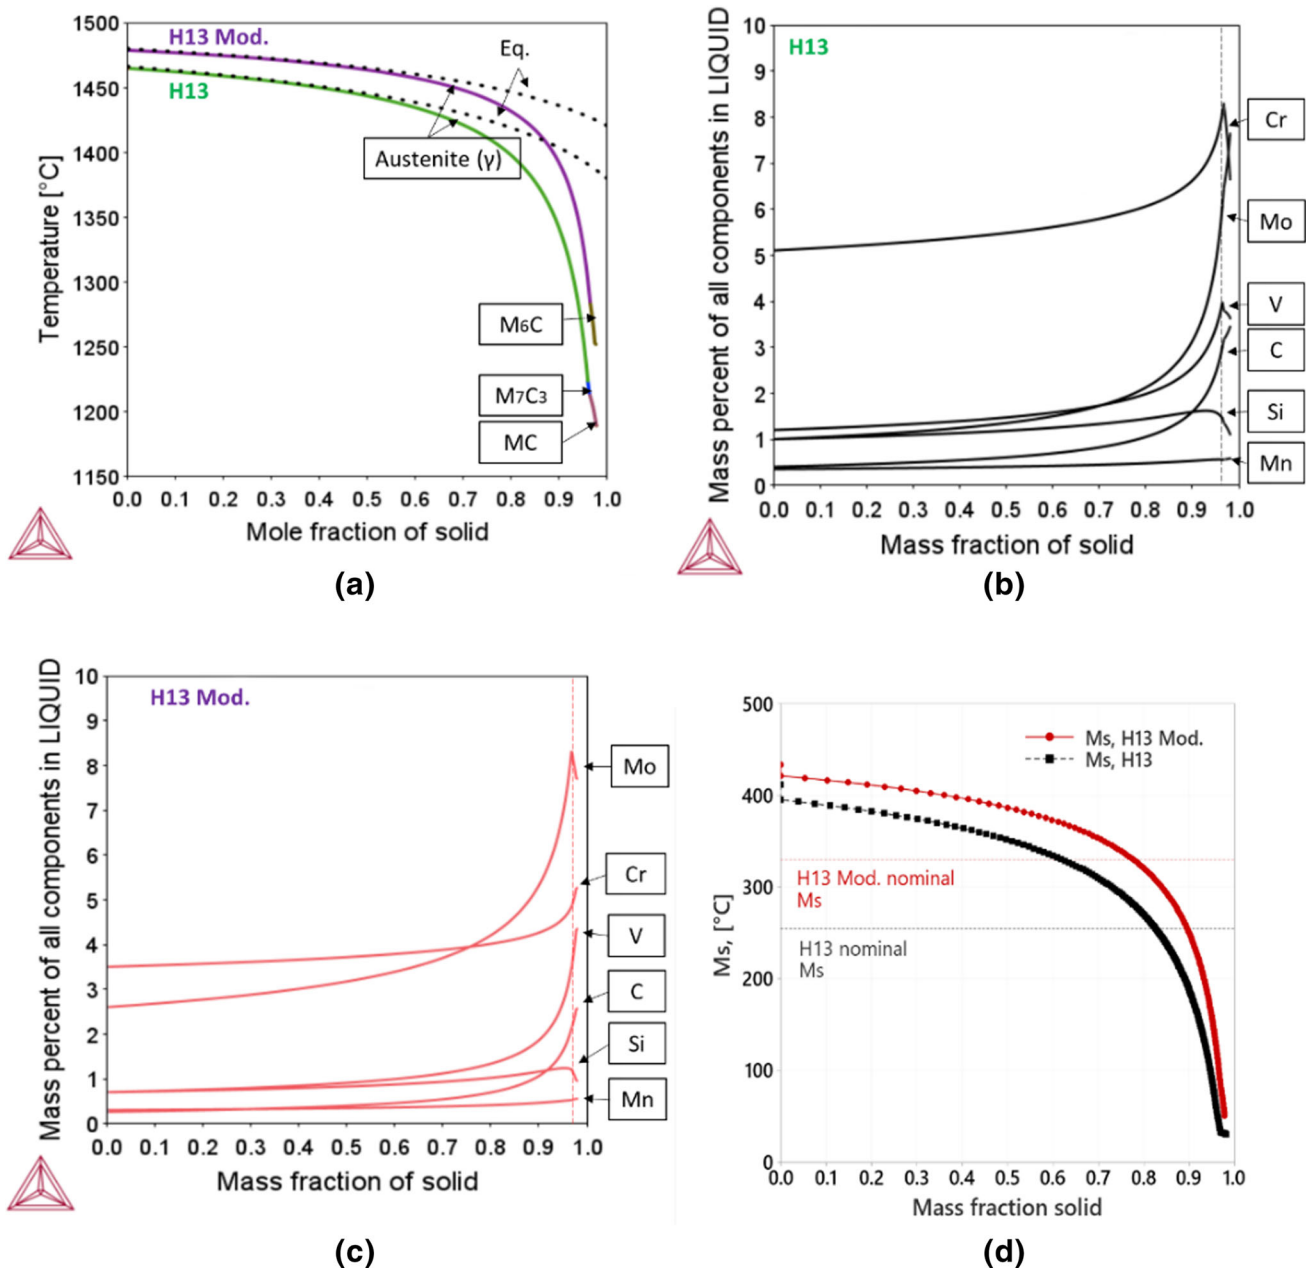 1500
1450
1400
1350
1300
1250
1200
1150
Temperature [°C]
H13 Mod.
H13
Eq.
Austenite (γ)
M6C
M7C3
MC
0.0 0.1 0.2 0.3 0.4 0.5 0.6 0.7 0.8 0.9 1.0
Mole fraction of solid
(a)
Mass percent of all components in LIQUID
10
9
8
7
6
5
4
3
2
1
0
H13
Cr
Mo
V
C
Si
Mn
0.0 0.1 0.2 0.3 0.4 0.5 0.6 0.7 0.8 0.9 1.0
Mass fraction of solid
(b)
Mass percent of all components in LIQUID
10
9
8
7
6
5
4
3
2
1
0
H13 Mod.
Mo
Cr
V
C
Si
Mn
0.0 0.1 0.2 0.3 0.4 0.5 0.6 0.7 0.8 0.9 1.0
Mass fraction of solid
(c)
Ms, [°C]
500
400
300
200
100
0
Ms, H13 Mod.
Ms, H13
H13 Mod. nominal
Ms
H13 nominal
Ms
0.0 0.1 0.2 0.3 0.4 0.5 0.6 0.7 0.8 0.9 1.0
Mass fraction solid
(d)